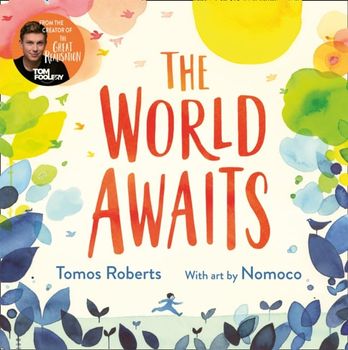 FROM THE
CREATOR OF
THE
GREAT
REALISATION
TOM
FOOLERY
THE
WORLD
AWAITS
Tomos Roberts
With art by Nomoco